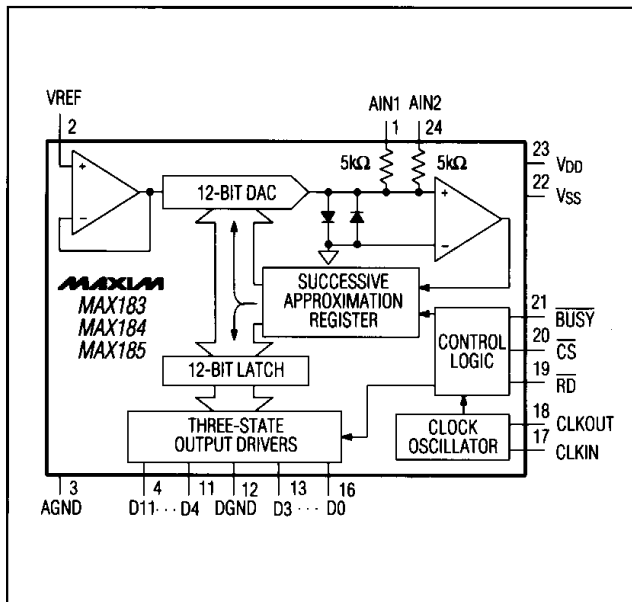 VREF
2
AIN1 AIN2
1 24
5kΩ 5kΩ
23
VDD
22
VSS
12-BIT DAC
+
−
+
−
MAXIM
MAX183
MAX184
MAX185
SUCCESSIVE
APPROXIMATION
REGISTER
21
BUSY
20
CS
19
RD
CONTROL
LOGIC
12-BIT LATCH
THREE-STATE
OUTPUT DRIVERS
CLOCK
OSCILLATOR
18
CLKOUT
17
CLKIN
3 4 11 12 13 16
AGND D11···D4 DGND D3···D0